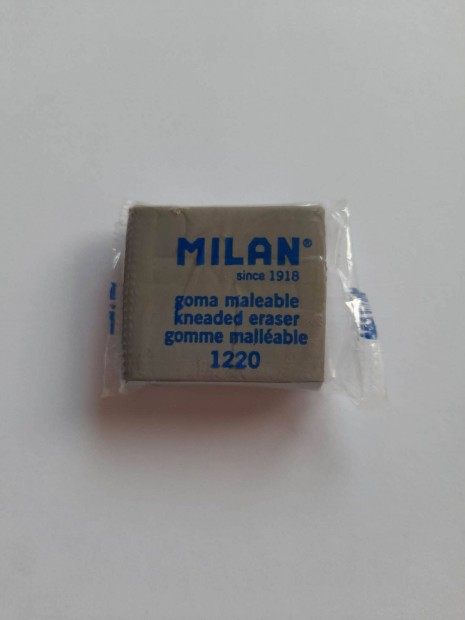 MILAN®
since 1918
goma maleable
kneaded eraser
gomme malléable
1220